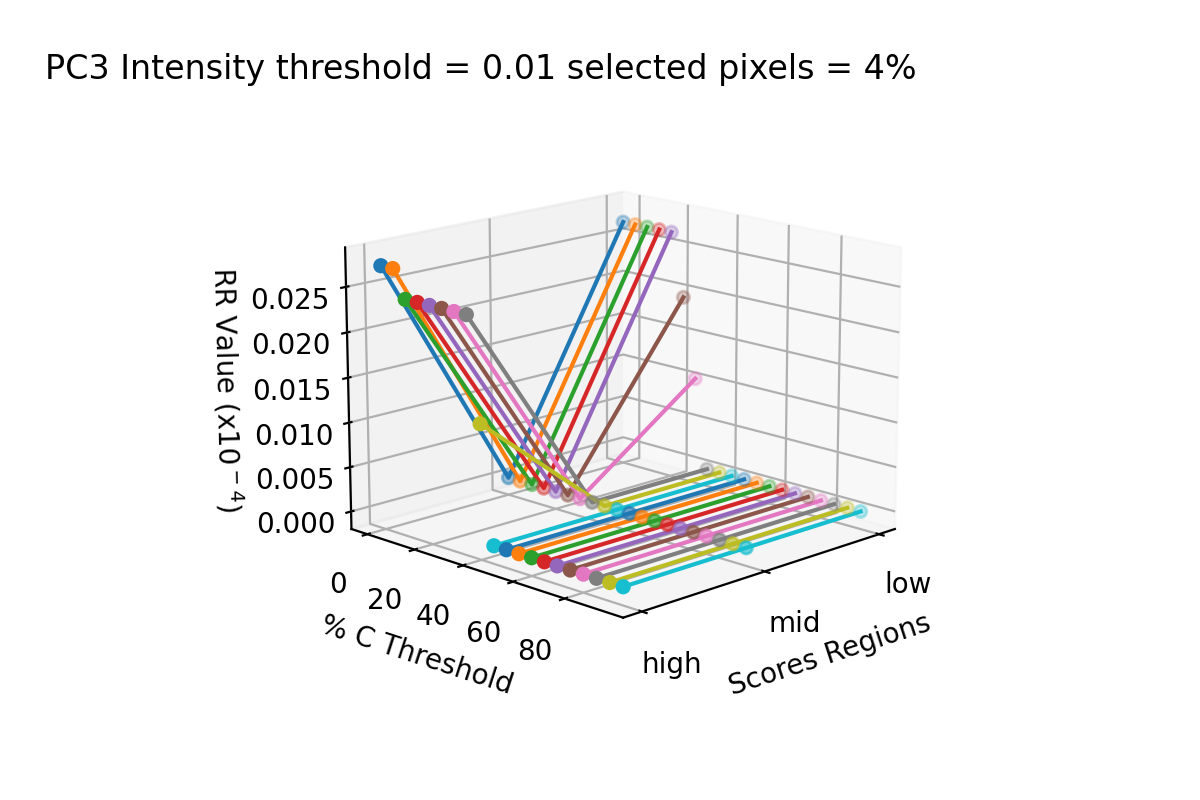 PC3 Intensity threshold = 0.01 selected pixels = 4%
RR Value (x10⁻⁴)
0.025
0.020
0.015
0.010
0.005
0.000
0
20
40
60
80
% C Threshold
high
mid
low
Scores Regions